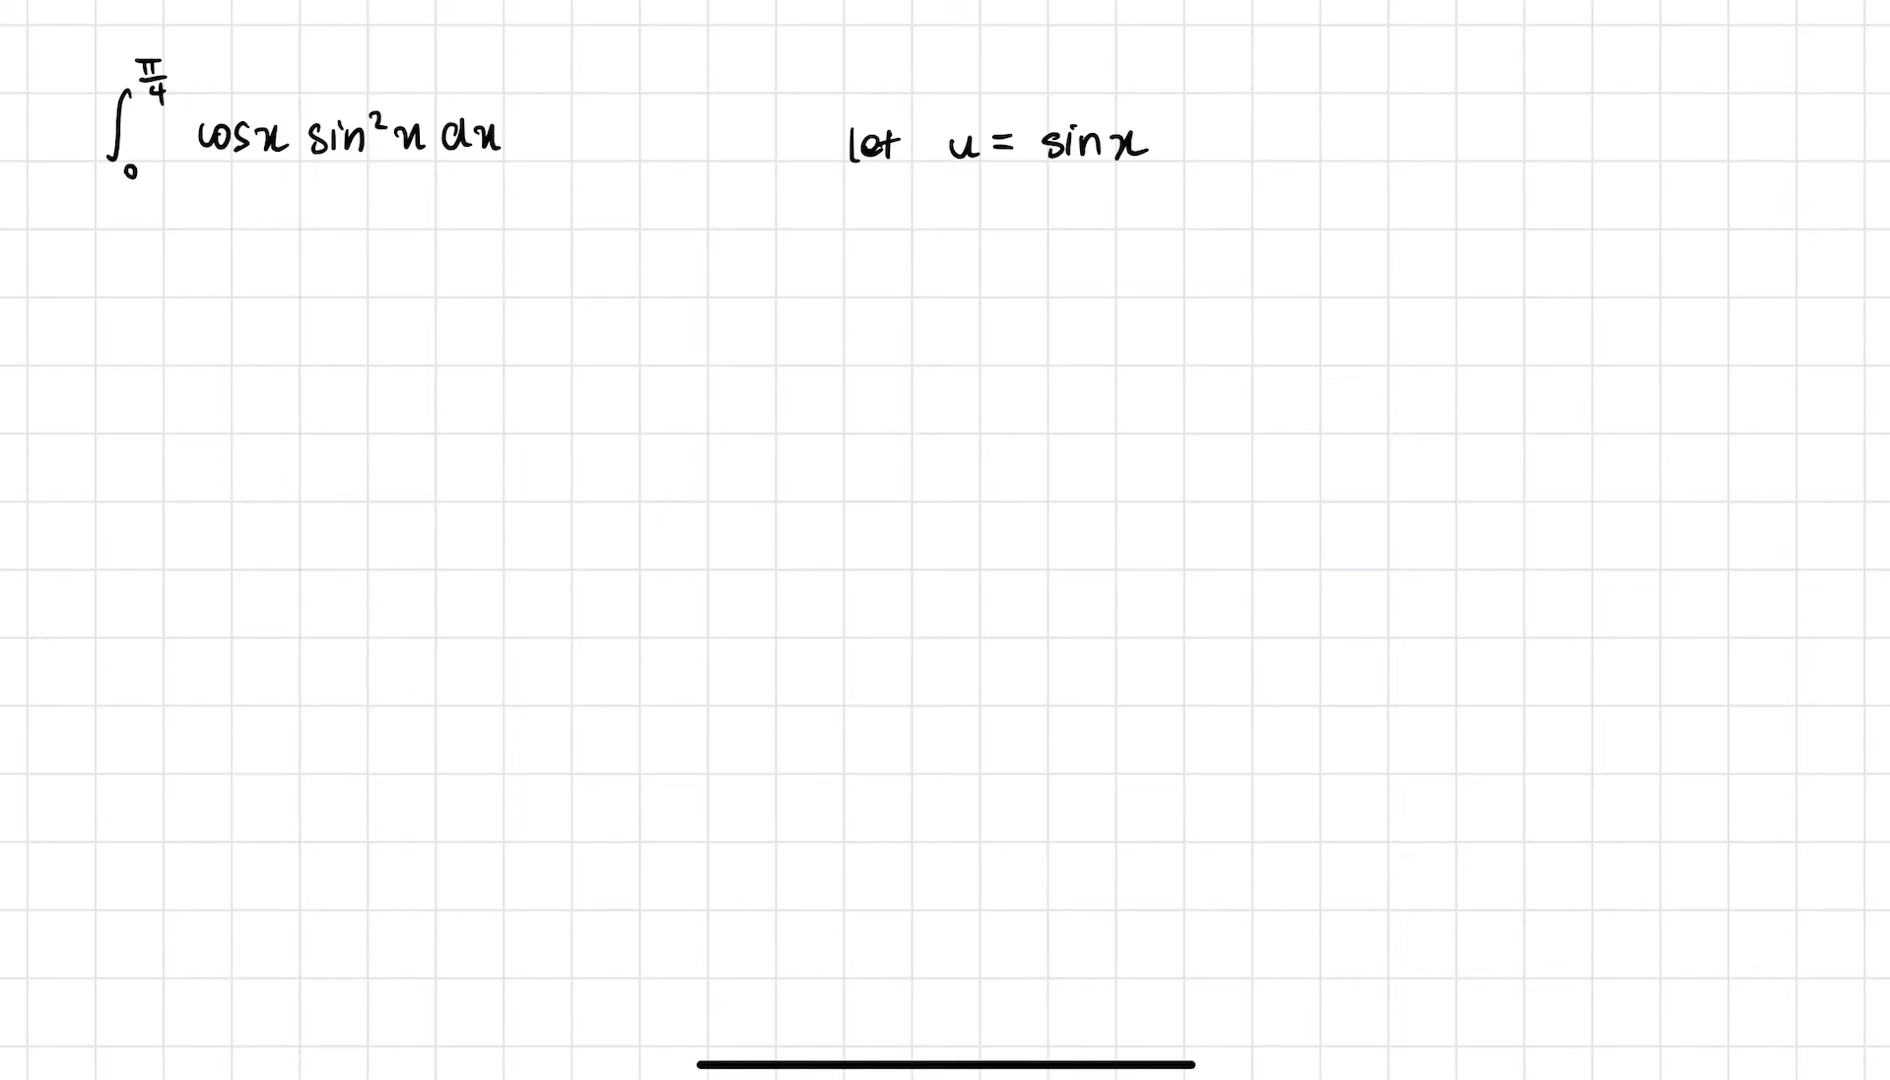 ∫₀^(π/4) cosx sin²x dx
let u = sinx